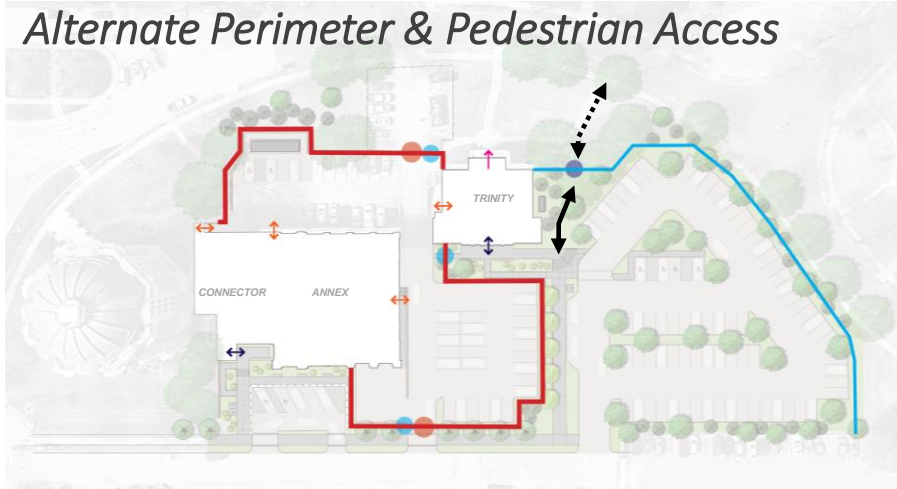 Alternate Perimeter & Pedestrian Access
TRINITY
CONNECTOR
ANNEX